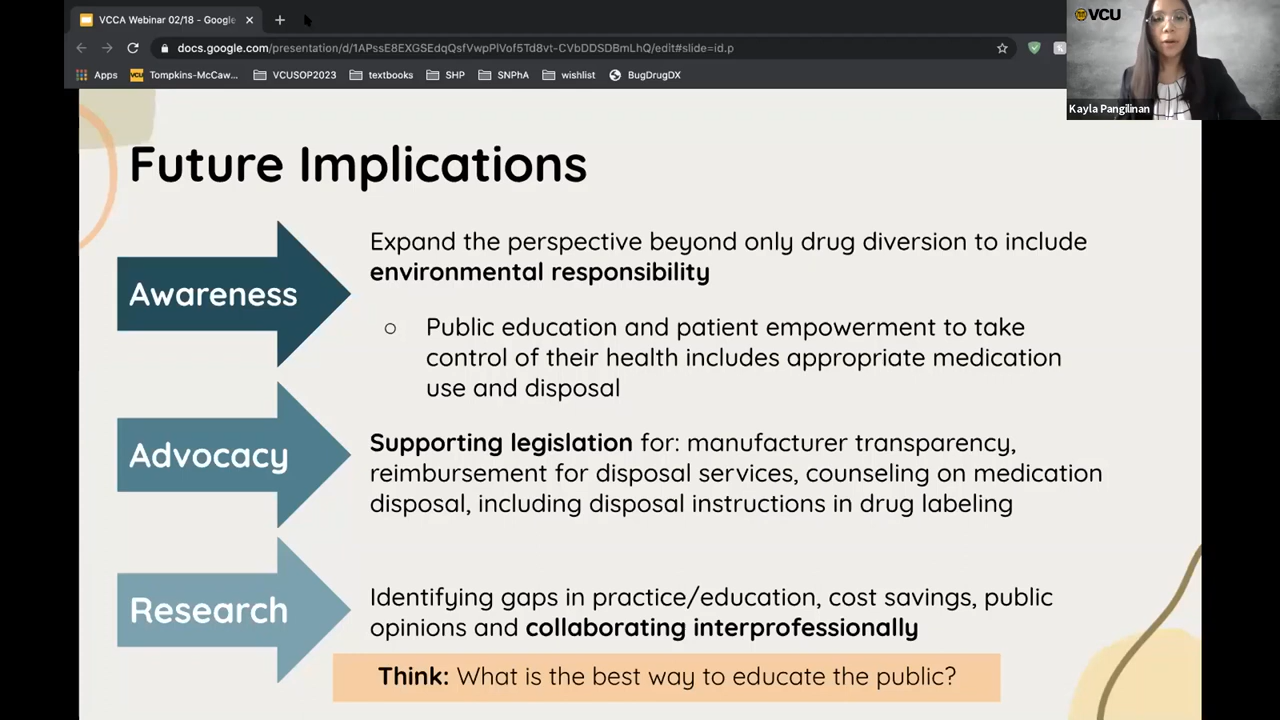 VCCA Webinar 02/18 - Google
docs.google.com/presentation/d/1APssE8EXGSEdqQsfVwpPlVof5Td8vt-CVbDDSDBmLhQ/edit#slide=id.p
Apps Tompkins-McCaw... VCUSOP2023 textbooks SHP SNPhA wishlist BugDrugDX
VCU
Kayla Pangilinan
Future Implications
Awareness
Expand the perspective beyond only drug diversion to include
environmental responsibility
○ Public education and patient empowerment to take
control of their health includes appropriate medication
use and disposal
Advocacy
Supporting legislation for: manufacturer transparency,
reimbursement for disposal services, counseling on medication
disposal, including disposal instructions in drug labeling
Research
Identifying gaps in practice/education, cost savings, public
opinions and collaborating interprofessionally
Think: What is the best way to educate the public?